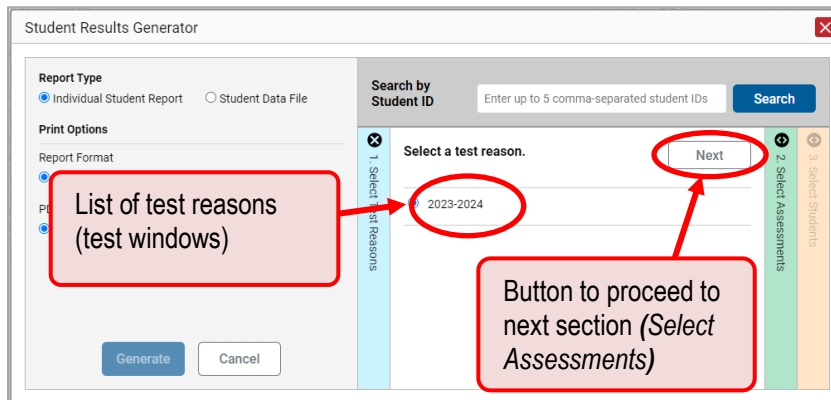 Student Results Generator
Report Type
Individual Student Report
Student Data File
Print Options
Report Format
List of test reasons
(test windows)
Generate
Cancel
Search by
Student ID
Enter up to 5 comma-separated student IDs
Search
1. Select Test Reasons
Select a test reason.
Next
2023-2024
Button to proceed to
next section (Select
Assessments)
2. Select Assessments
3. Select Students